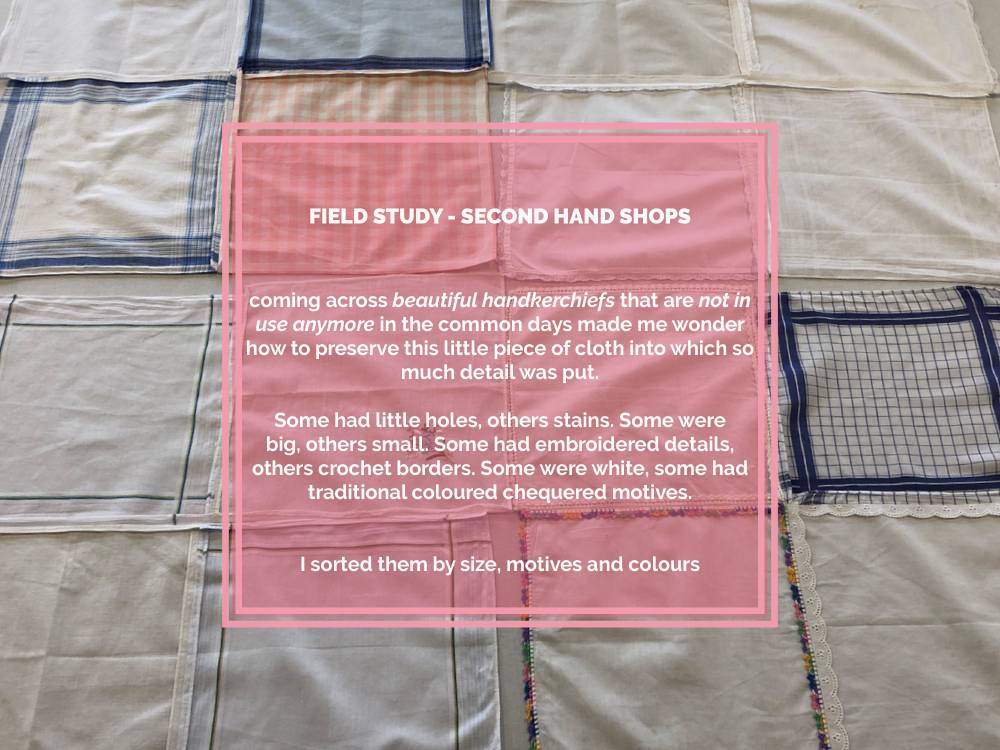 FIELD STUDY - SECOND HAND SHOPS
coming across beautiful handkerchiefs that are not in
use anymore in the common days made me wonder
how to preserve this little piece of cloth into which so
much detail was put.
Some had little holes, others stains. Some were
big, others small. Some had embroidered details,
others crochet borders. Some were white, some had
traditional coloured chequered motives.
I sorted them by size, motives and colours